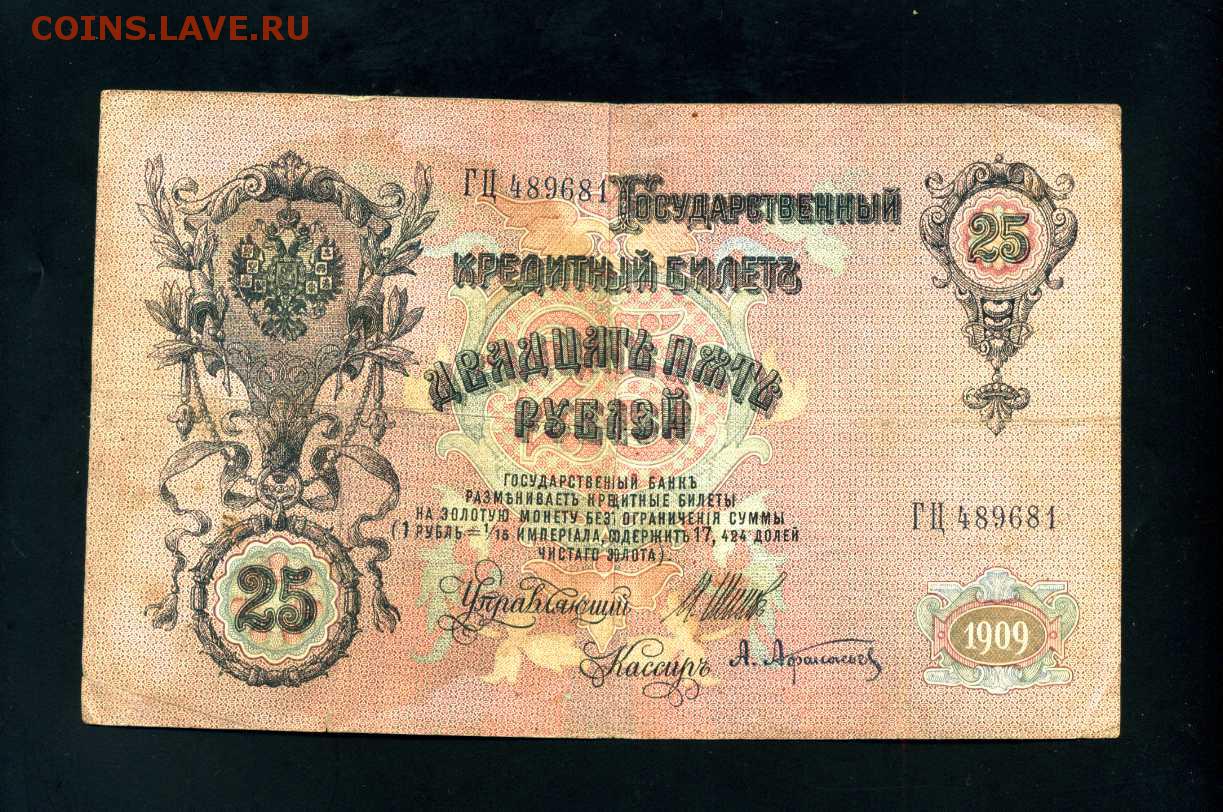 COINS.LAVE.RU
ГЦ 489681
Государственный
Кредитный Билетъ
25
Двадцать пять
рублей
ГОСУДАРСТВЕННЫЙ БАНКЪ
РАЗМѢНИВАЕТЪ КРЕДИТНЫЕ БИЛЕТЫ
НА ЗОЛОТУЮ МОНЕТУ БЕЗЪ ОГРАНИЧЕНІЯ СУММЫ
(1 РУБЛЬ = 1/15 ИМПЕРІАЛА, СОДЕРЖИТЪ 17,424 ДОЛЕЙ
ЧИСТАГО ЗОЛОТА)
ГЦ 489681
25
Управляющій
Кассиръ А. Афанасьев
1909